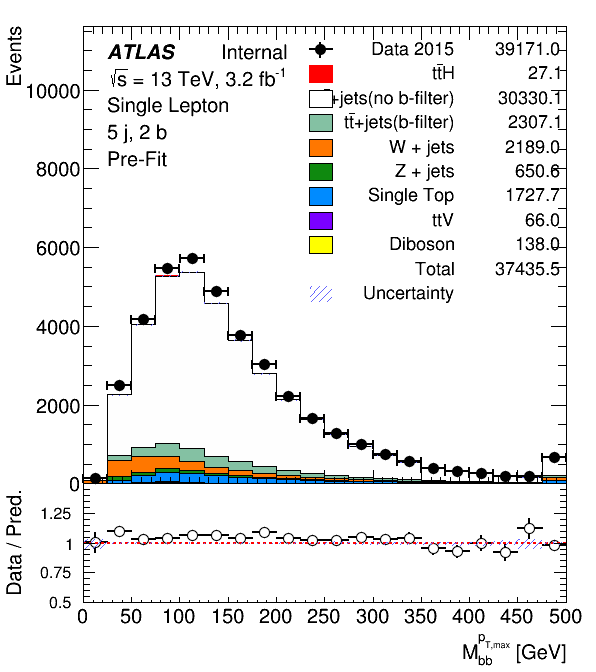 ATLAS Internal
√s = 13 TeV, 3.2 fb⁻¹
Single Lepton
5 j, 2 b
Pre-Fit
Data 2015 39171.0
tt̄H 27.1
+jets(no b-filter) 30330.1
tt̄+jets(b-filter) 2307.1
W + jets 2189.0
Z + jets 650.6
Single Top 1727.7
ttV 66.0
Diboson 138.0
Total 37435.5
Uncertainty
Events
10000
8000
6000
4000
2000
0
Data / Pred.
1.25
1
0.75
0.5
0 50 100 150 200 250 300 350 400 450 500
M_bb^{p_{T,max}} [GeV]